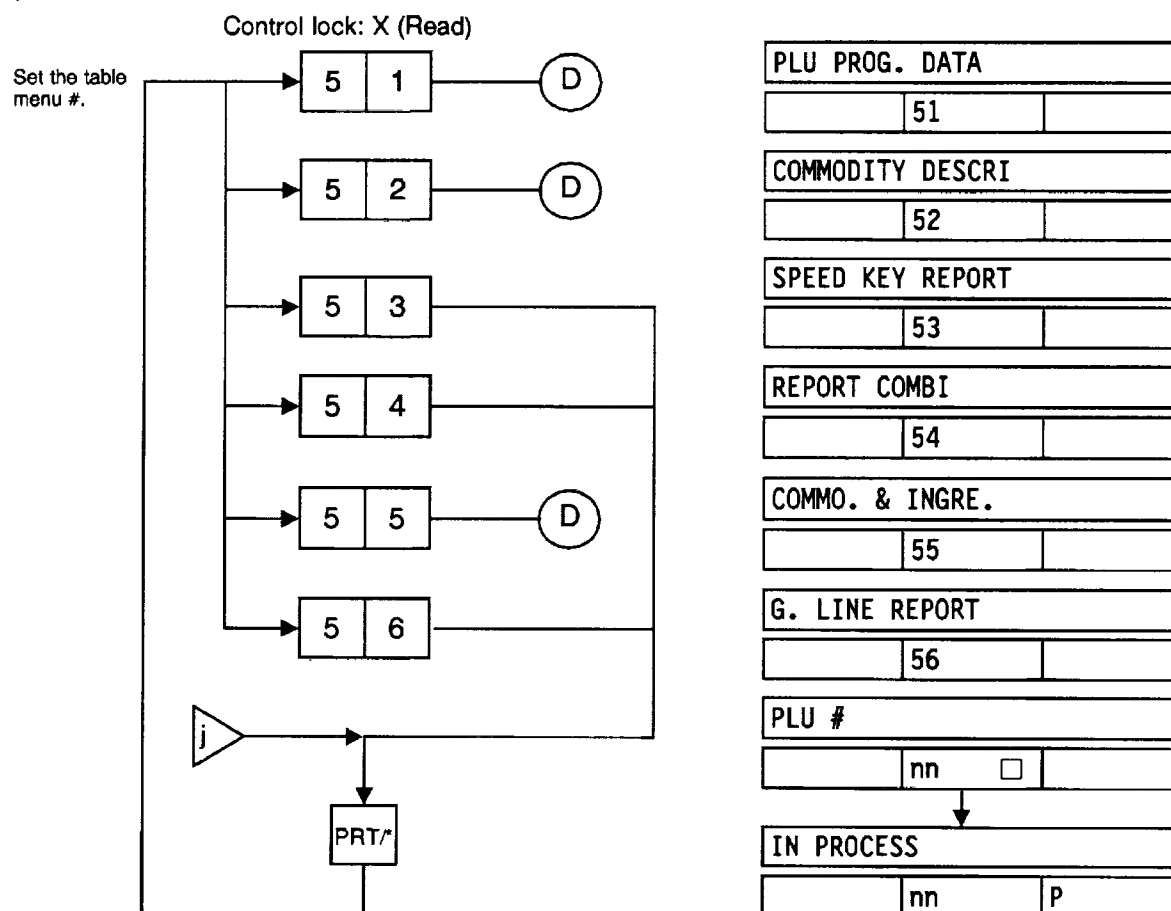 Control lock: X (Read)
Set the table
menu #.
5 1 D
5 2 D
5 3
5 4
5 5 D
5 6
j
PRT/*
PLU PROG. DATA
51
COMMODITY DESCRI
52
SPEED KEY REPORT
53
REPORT COMBI
54
COMMO. & INGRE.
55
G. LINE REPORT
56
PLU #
nn □
IN PROCESS
nn P